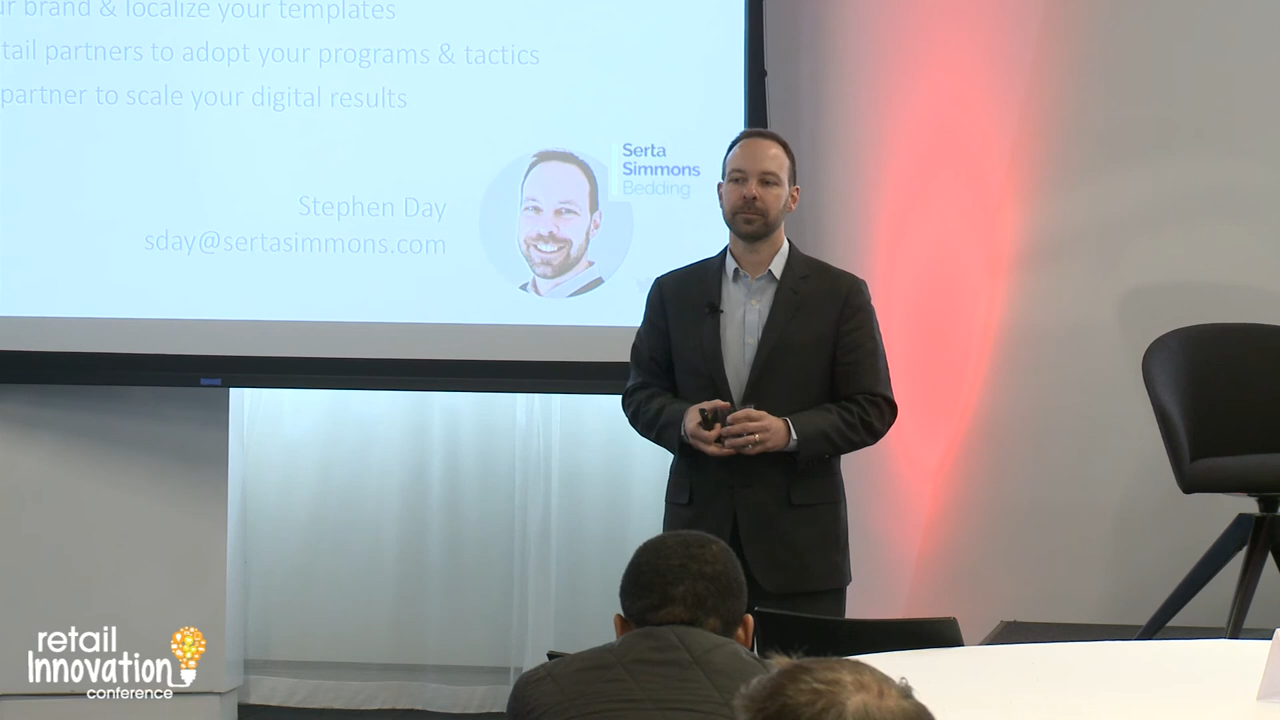 ur brand & localize your templates
tail partners to adopt your programs & tactics
partner to scale your digital results
Serta
Simmons
Bedding
Stephen Day
sday@sertasimmons.com
retail
Innovation
conference